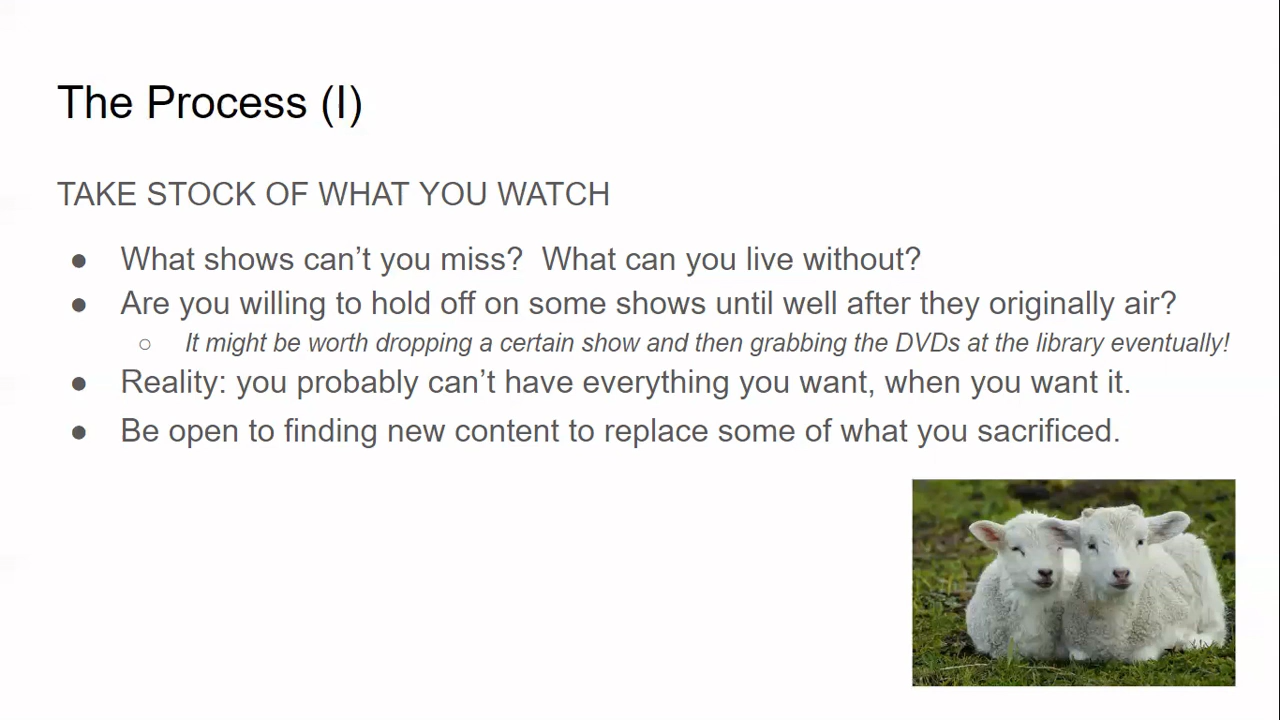 The Process (I)
TAKE STOCK OF WHAT YOU WATCH
● What shows can’t you miss?  What can you live without?
● Are you willing to hold off on some shows until well after they originally air?
○ It might be worth dropping a certain show and then grabbing the DVDs at the library eventually!
● Reality: you probably can’t have everything you want, when you want it.
● Be open to finding new content to replace some of what you sacrificed.